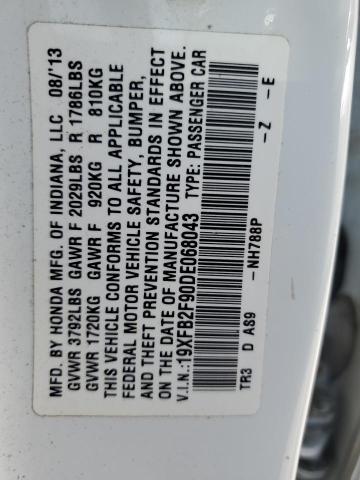 MFD. BY HONDA MFG. OF INDIANA, LLC 08/'13
GVWR 3792LBS GAWR F 2029LBS R 1786LBS
GVWR 1720KG GAWR F 920KG R 810KG
THIS VEHICLE CONFORMS TO ALL APPLICABLE
FEDERAL MOTOR VEHICLE SAFETY, BUMPER,
AND THEFT PREVENTION STANDARDS IN EFFECT
ON THE DATE OF MANUFACTURE SHOWN ABOVE.
V.I.N.:19XFB2F90DE068043 TYPE: PASSENGER CAR
-NH788P -Z -E
TR3 D AS9